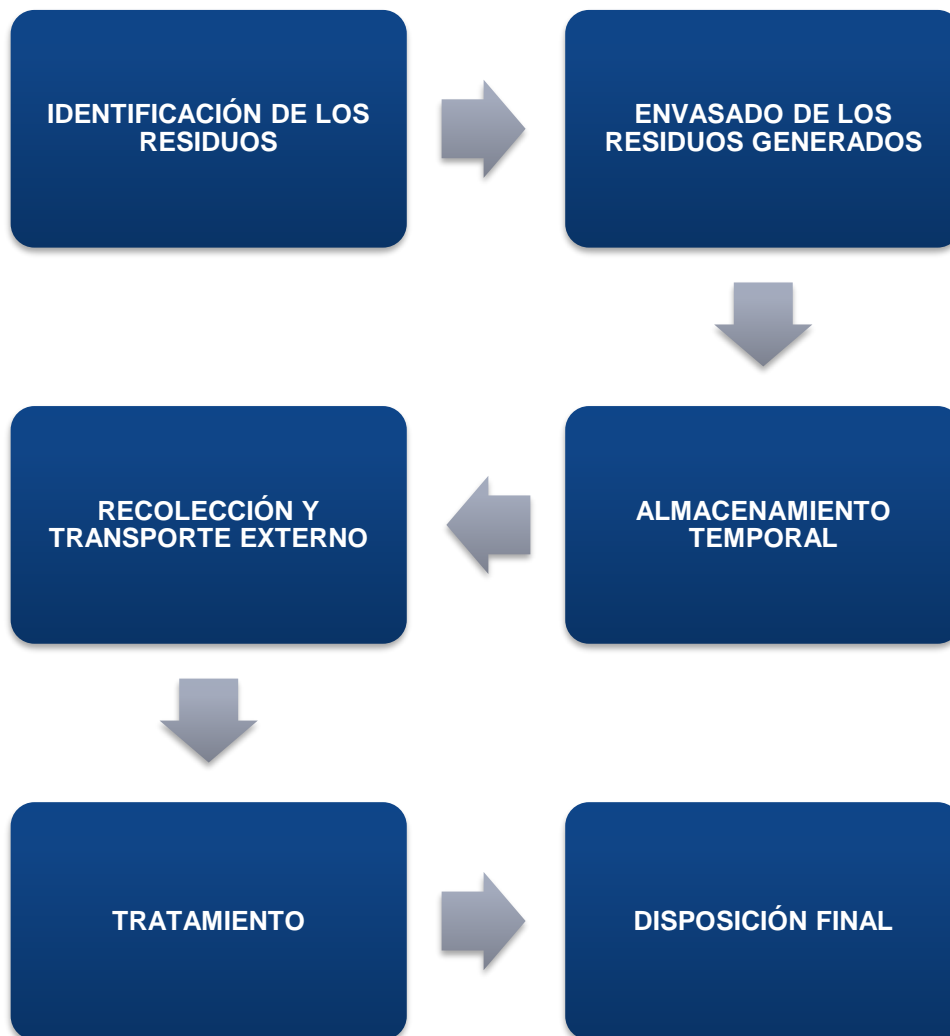 IDENTIFICACIÓN DE LOS
RESIDUOS
ENVASADO DE LOS
RESIDUOS GENERADOS
ALMACENAMIENTO
TEMPORAL
RECOLECCIÓN Y
TRANSPORTE EXTERNO
TRATAMIENTO
DISPOSICIÓN FINAL